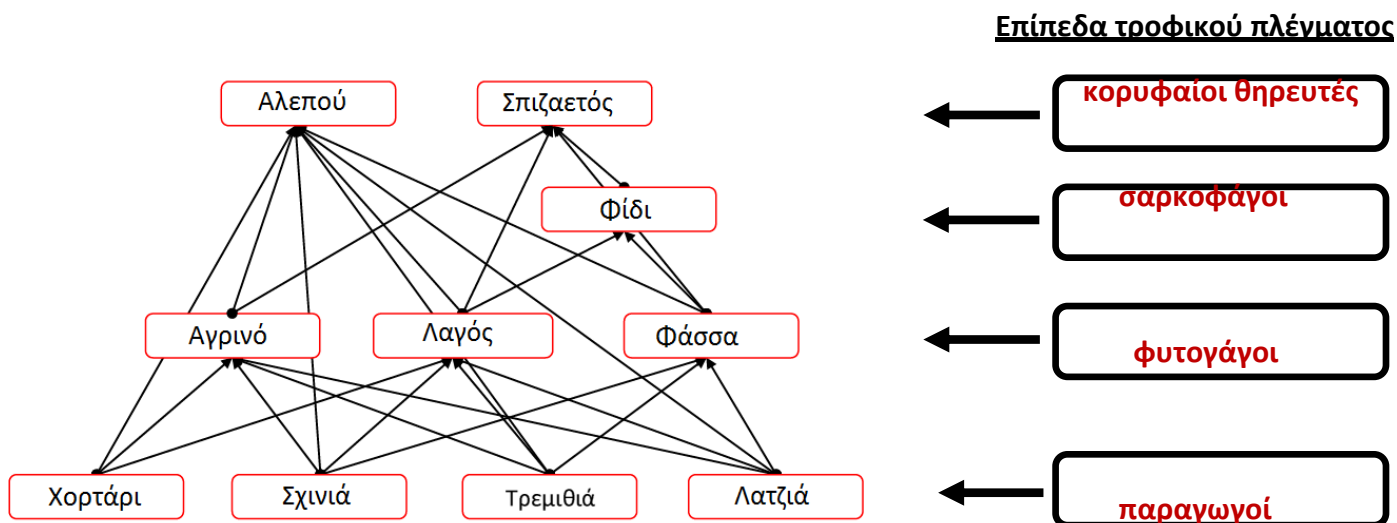 Επίπεδα τροφικού πλέγματος
Αλεπού
Σπιζαετός
κορυφαίοι θηρευτές
Φίδι
σαρκοφάγοι
Αγρινό
Λαγός
Φάσσα
φυτογάγοι
Χορτάρι
Σχινιά
Τρεμιθιά
Λατζιά
παραγωγοί